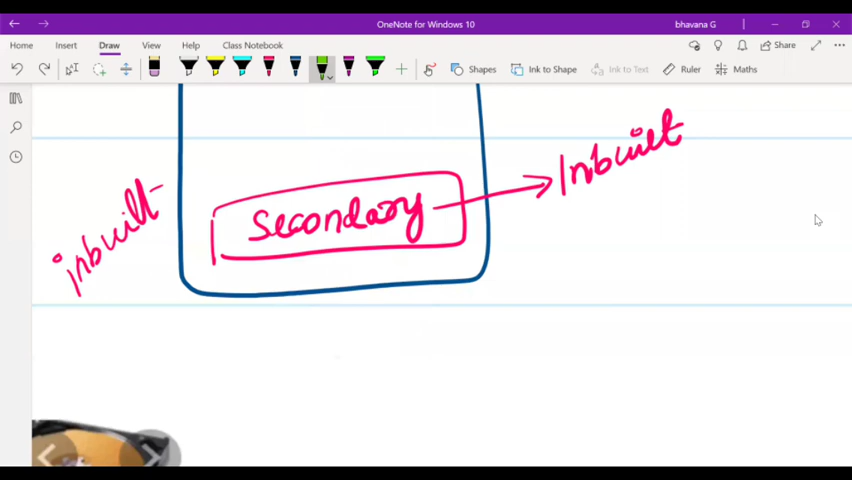 OneNote for Windows 10
bhavana G
Home Insert Draw View Help Class Notebook
Share
Shapes Ink to Shape Ink to Text Ruler Maths
Inbuilt
Secondary
inbuilt